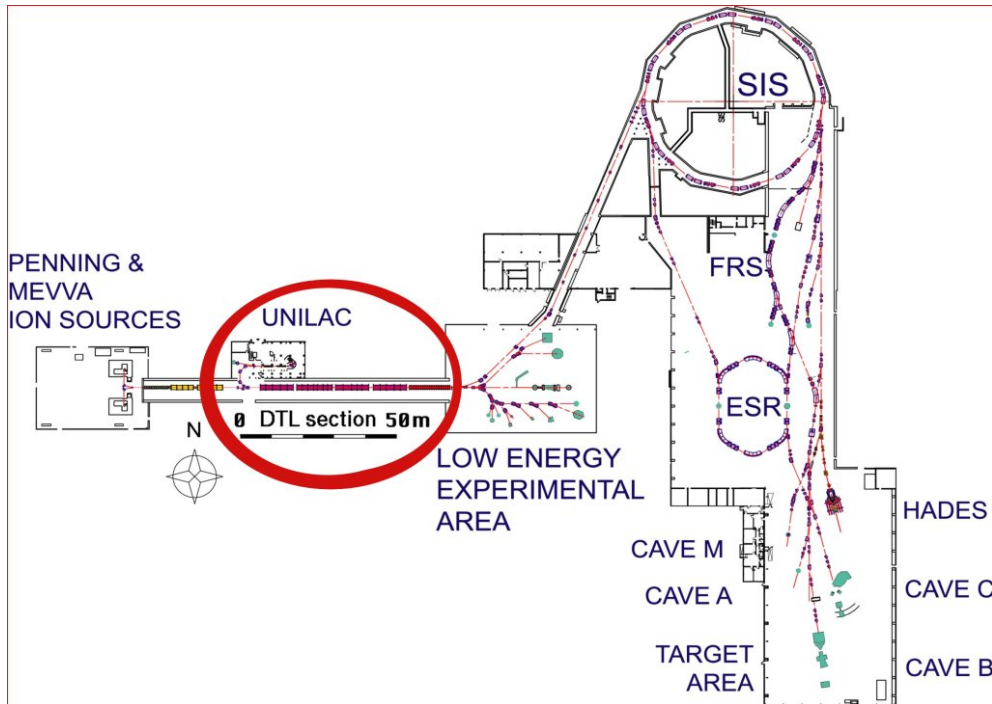 SIS
PENNING &
MEVVA
ION SOURCES
UNILAC
FRS
0 DTL section 50 m
ESR
N
LOW ENERGY
EXPERIMENTAL
AREA
HADES
CAVE M
CAVE A
CAVE C
TARGET
AREA
CAVE B